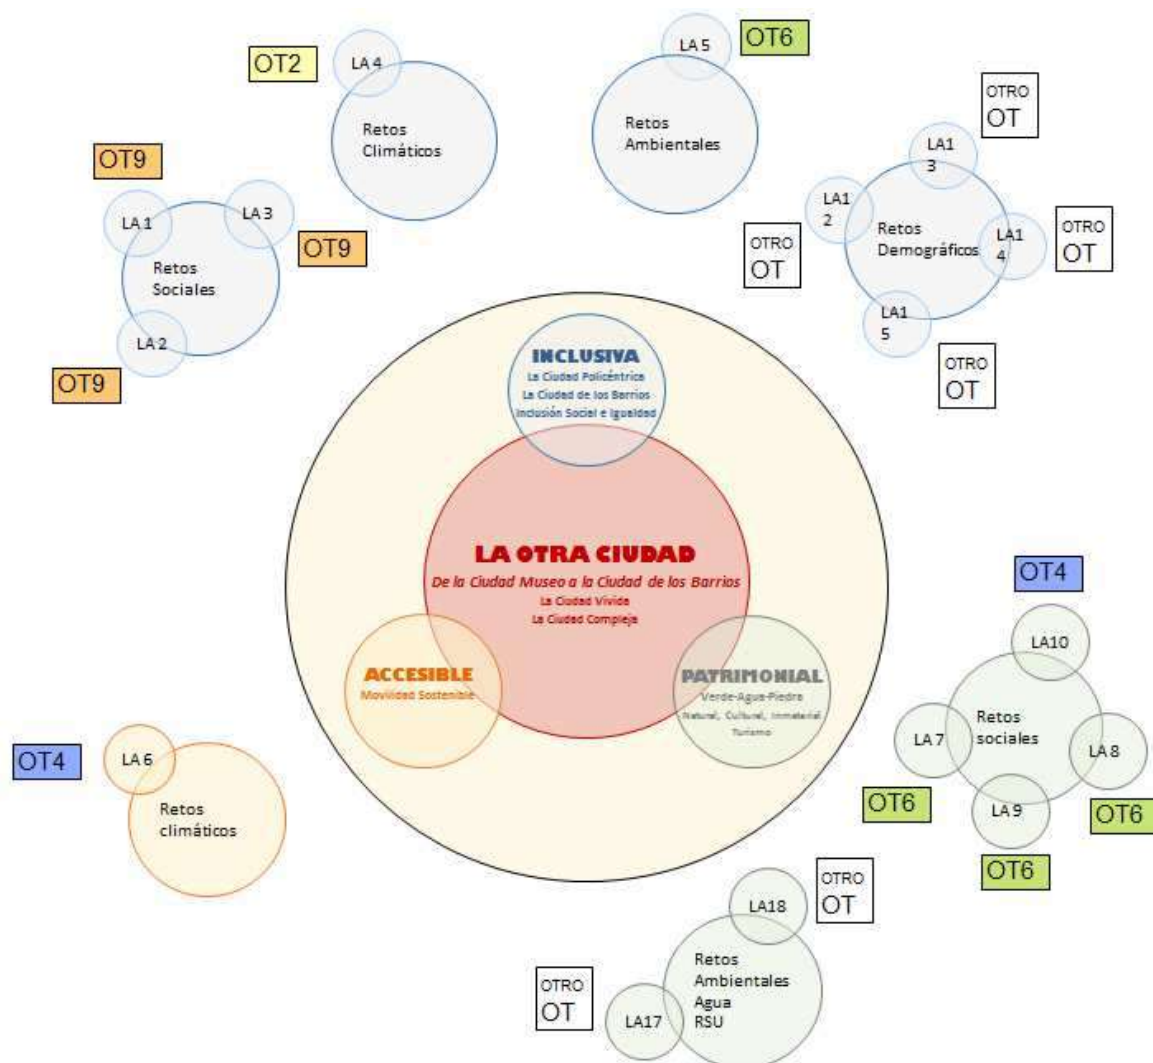 LA 4
OT2
Retos
Climáticos
LA 5
OT6
Retos
Ambientales
OTRO
OT
LA1
3
LA1
2
OTRO
OT
Retos
Demográficos
LA1
4
OTRO
OT
LA1
5
OTRO
OT
OT9
LA 1
LA 3
OT9
Retos
Sociales
LA 2
OT9
INCLUSIVA
La Ciudad Policéntrica
La Ciudad de los Barrios
Inclusión Social e Igualdad
LA OTRA CIUDAD
De la Ciudad Museo a la Ciudad de los Barrios
La Ciudad Vivida
La Ciudad Compleja
ACCESIBLE
Movilidad Sostenible
PATRIMONIAL
Verde-Agua-Piedra
Natural, Cultural, Inmaterial
Turismo
OT4
LA10
Retos
sociales
LA 7
LA 8
OT6
LA 9
OT6
OT6
OT4
LA 6
Retos
climáticos
LA18
OTRO
OT
Retos
Ambientales
Agua
RSU
OTRO
OT
LA17